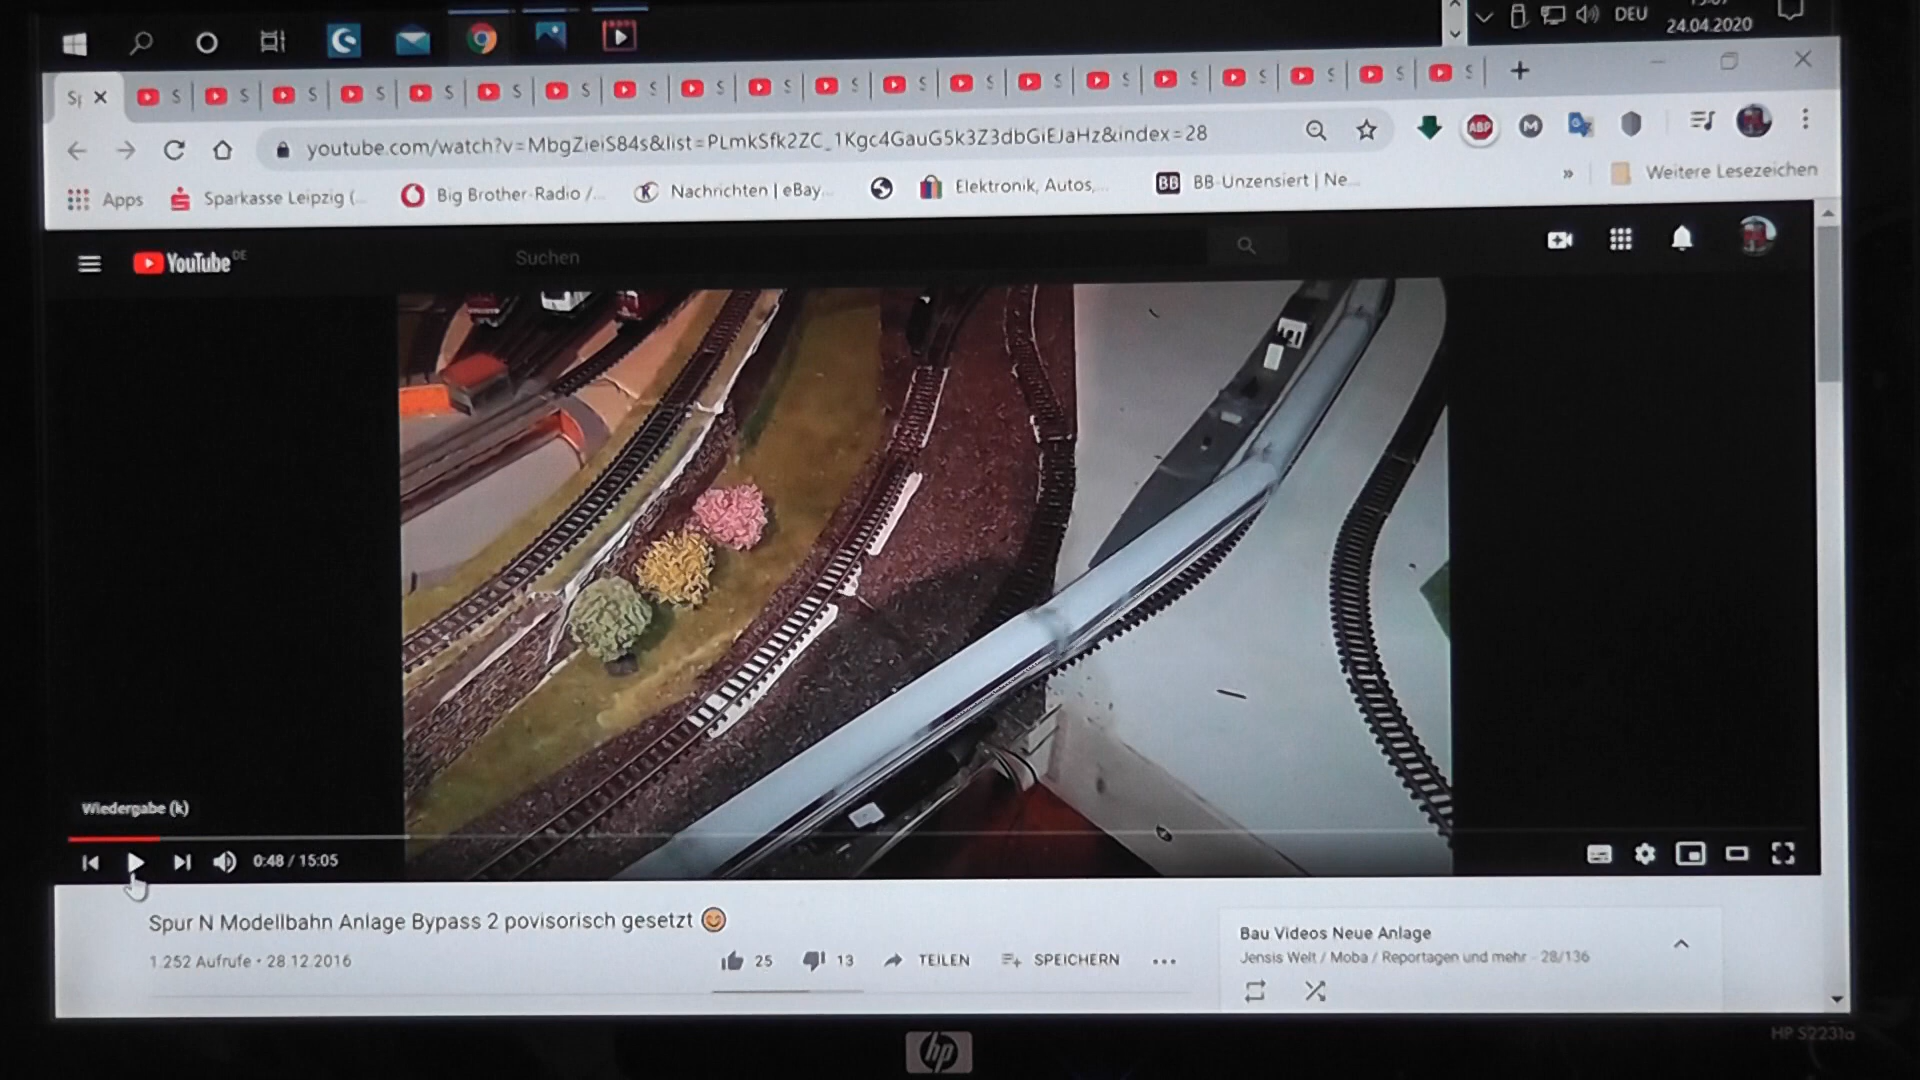 DEU
24.04.2020
youtube.com/watch?v=MbgZieiS84s&list=PLmkSfk2ZC_1Kgc4GauG5k3Z3dbGiEJaHz&index=28
ABP
M
Apps
Sparkasse Leipzig (...
Big Brother-Radio /...
K
Nachrichten | eBay...
Elektronik, Autos,...
BB
BB-Unzensiert | Ne...
»
Weitere Lesezeichen
YouTube DE
Suchen
Wiedergabe (k)
0:48 / 15:05
Spur N Modellbahn Anlage Bypass 2 povisorisch gesetzt 😊
1.252 Aufrufe • 28.12.2016
25
13
TEILEN
SPEICHERN
Bau Videos Neue Anlage
Jensis Welt / Moba / Reportagen und mehr - 28/136
hp
HP S2231a